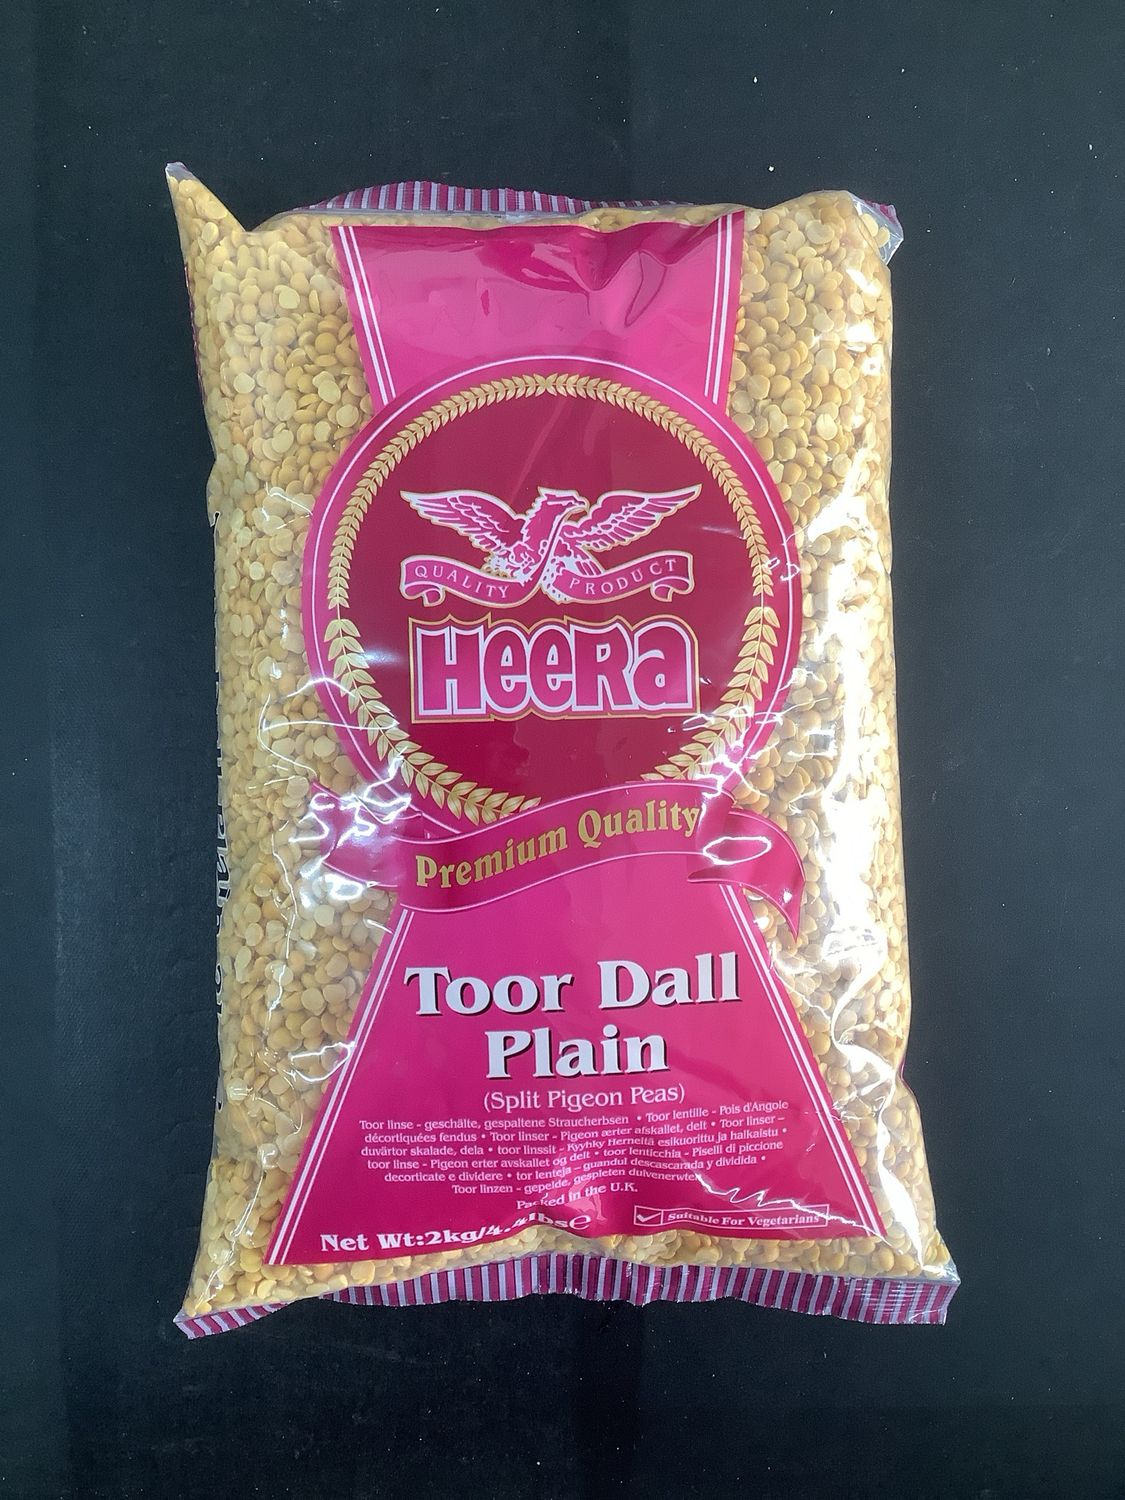 QUALITY PRODUCT
HeeRa
Premium Quality
Toor Dall
Plain
(Split Pigeon Peas)
Toor linse - geschälte, gespaltene Straucherbsen • Toor lentille - Pois d'Angole
décortiquées fendus • Toor linser - Pigeon ærter afskallet, delt • Toor linser –
duvärtor skalade, dela • toor linssit - Kyyhky Herneitä esikuorittu ja halkaistu •
toor linse - Pigeon erter avskallet og delt • toor lenticchia - Piselli di piccione
decorticate e dividere • tor lenteja – guandul descascarada y dividida •
Toor linzen - gepelde, gespleten duivenerwten
Packed in the U.K.
Net Wt:2kg/4.4lbs℮
Suitable For Vegetarians